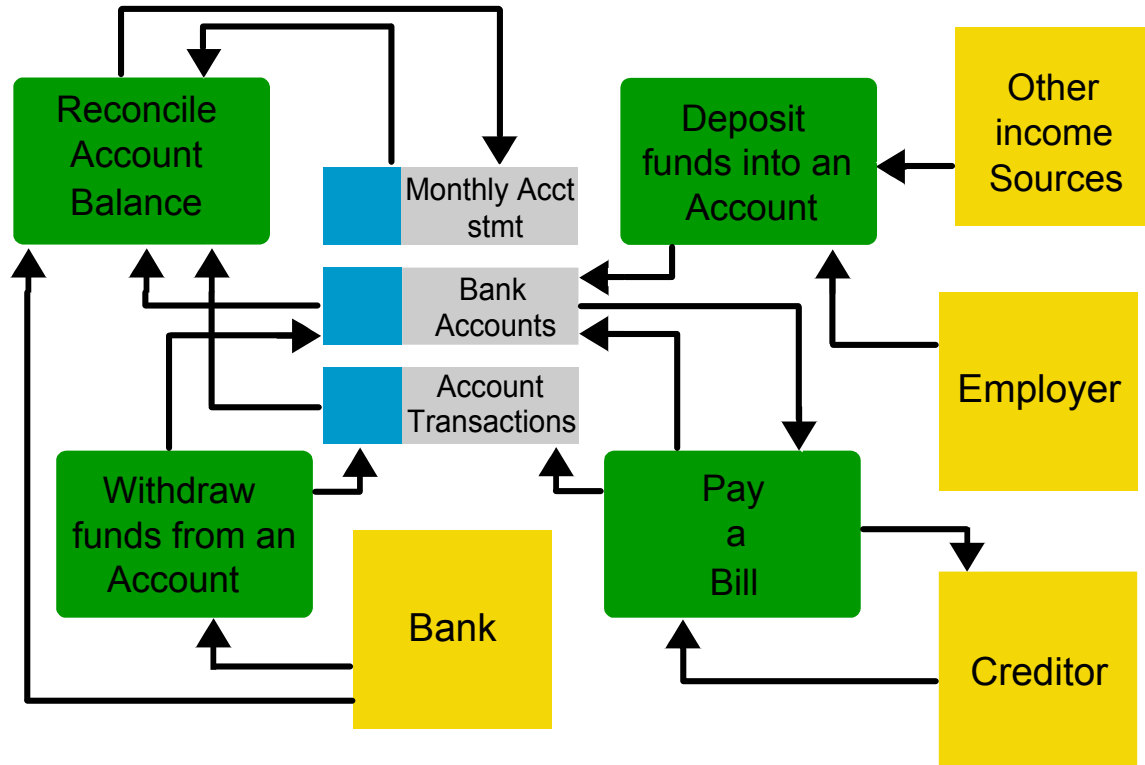 Reconcile
Account
Balance
Monthly Acct
stmt
Deposit
funds into an
Account
Other
income
Sources
Bank
Accounts
Employer
Account
Transactions
Withdraw
funds from an
Account
Pay
a
Bill
Bank
Creditor